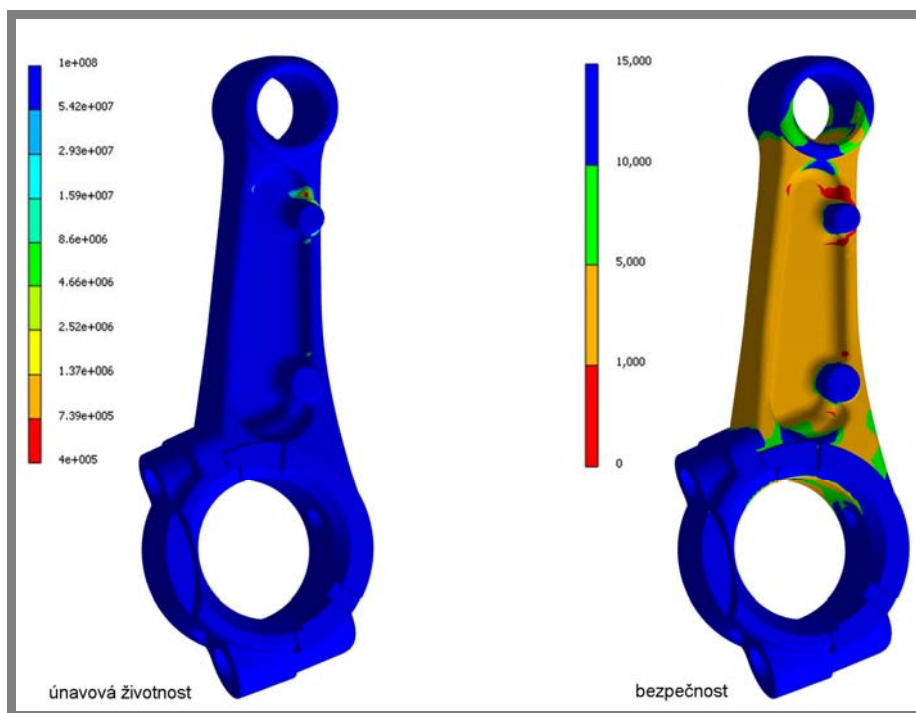 1e+008
5.42e+007
2.93e+007
1.59e+007
8.6e+006
4.66e+006
2.52e+006
1.37e+006
7.39e+005
4e+005
únavová životnost
15,000
10,000
5,000
1,000
0
bezpečnost